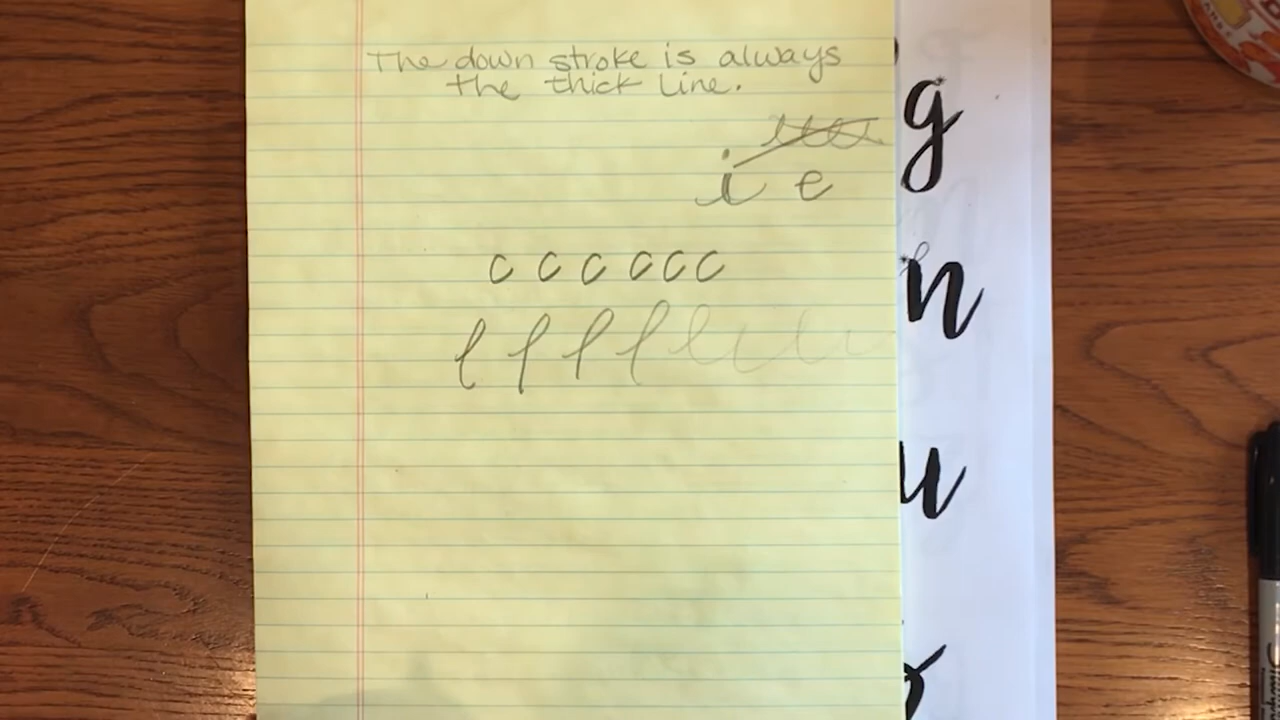 The down stroke is always
the thick line.
i e
c c c c c c
l l l l l l l l
g
n
u